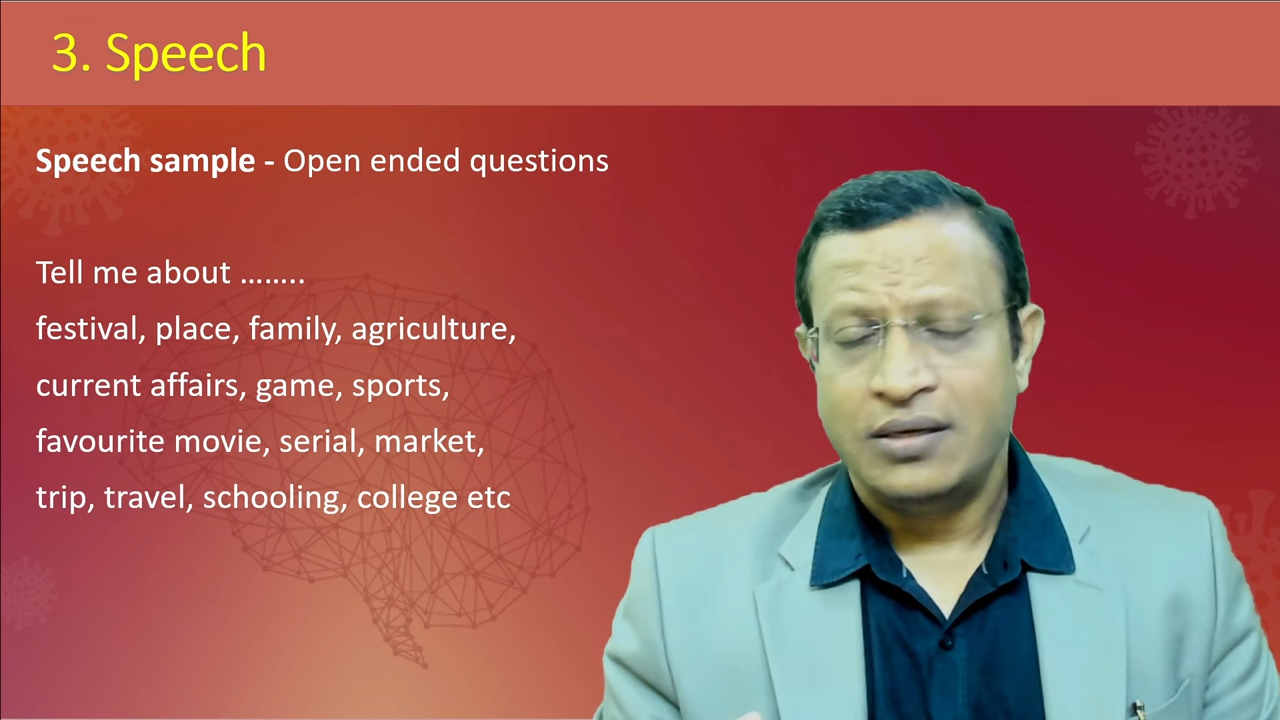 3. Speech
Speech sample - Open ended questions
Tell me about ........
festival, place, family, agriculture,
current affairs, game, sports,
favourite movie, serial, market,
trip, travel, schooling, college etc